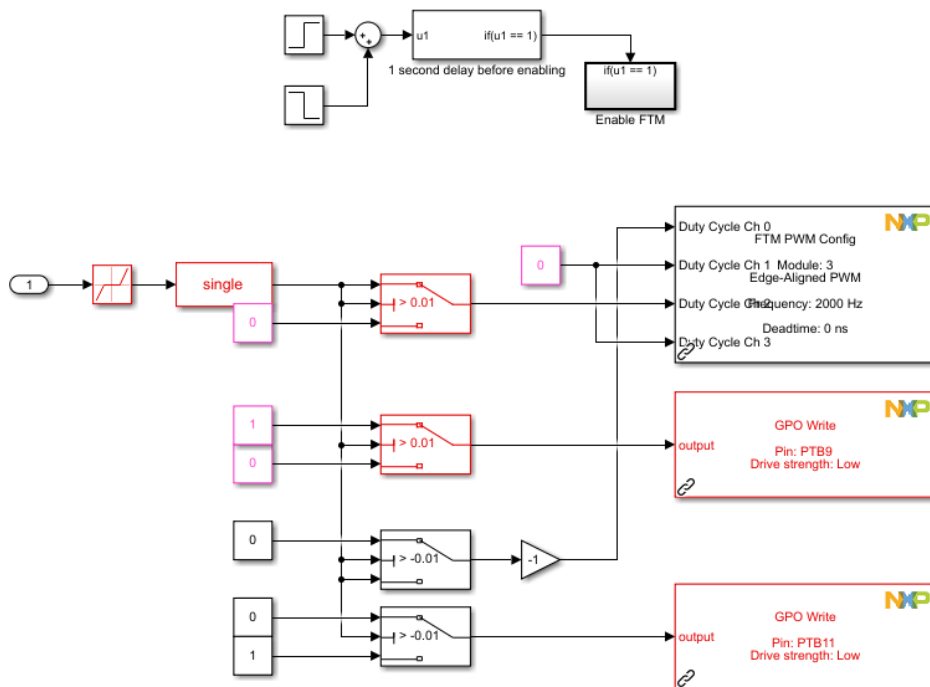 u1
if(u1 == 1)
1 second delay before enabling
if(u1 == 1)
Enable FTM
NXP
Duty Cycle Ch 0
FTM PWM Config
0
Duty Cycle Ch 1
Module: 3
Edge-Aligned PWM
1
single
> 0.01
Duty Cycle Ch 2
Frequency: 2000 Hz
0
Deadtime: 0 ns
Duty Cycle Ch 3
NXP
1
> 0.01
0
GPO Write
output
Pin: PTB9
Drive strength: Low
0
> -0.01
-1
NXP
0
> -0.01
1
GPO Write
output
Pin: PTB11
Drive strength: Low